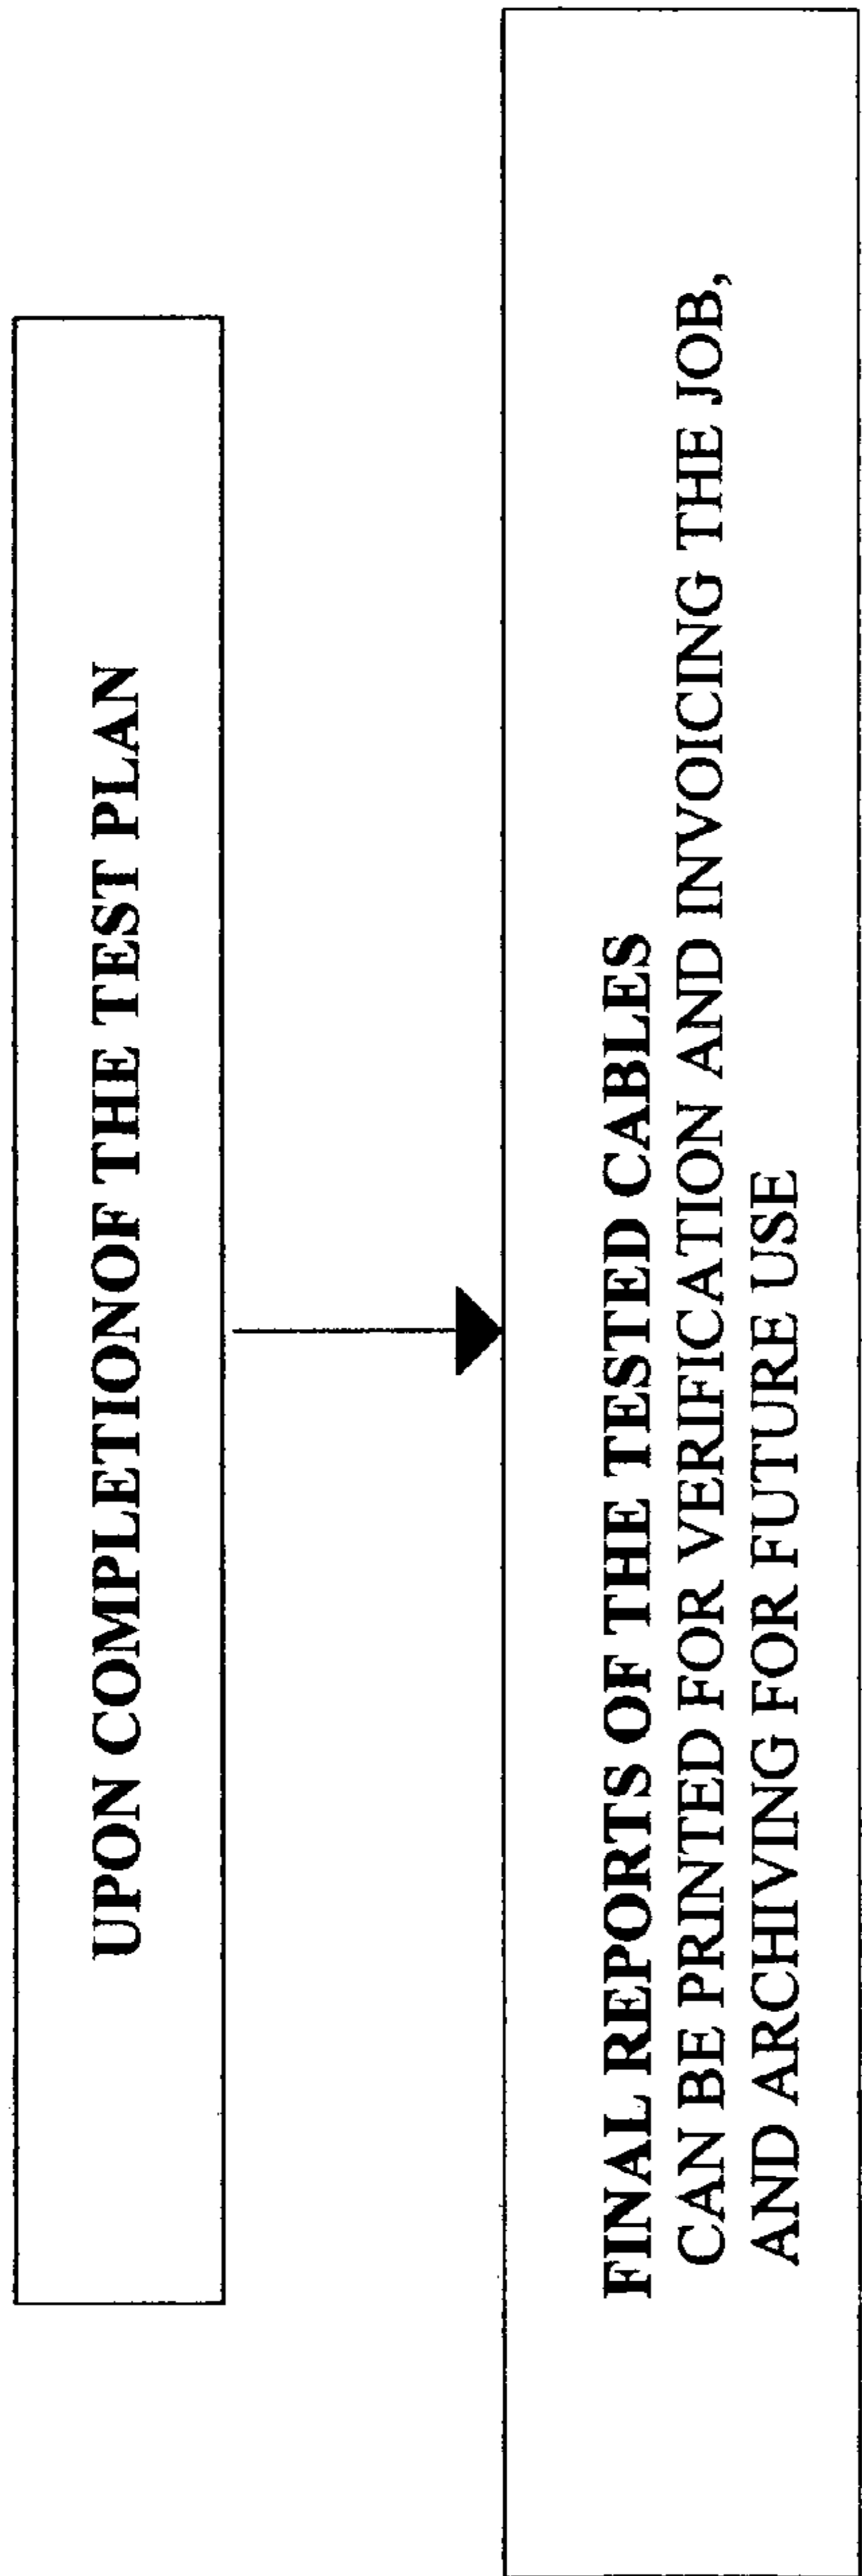 UPON COMPLETIONOF THE TEST PLAN
FINAL REPORTS OF THE TESTED CABLES
CAN BE PRINTED FOR VERIFICATION AND INVOICING THE JOB,
AND ARCHIVING FOR FUTURE USE